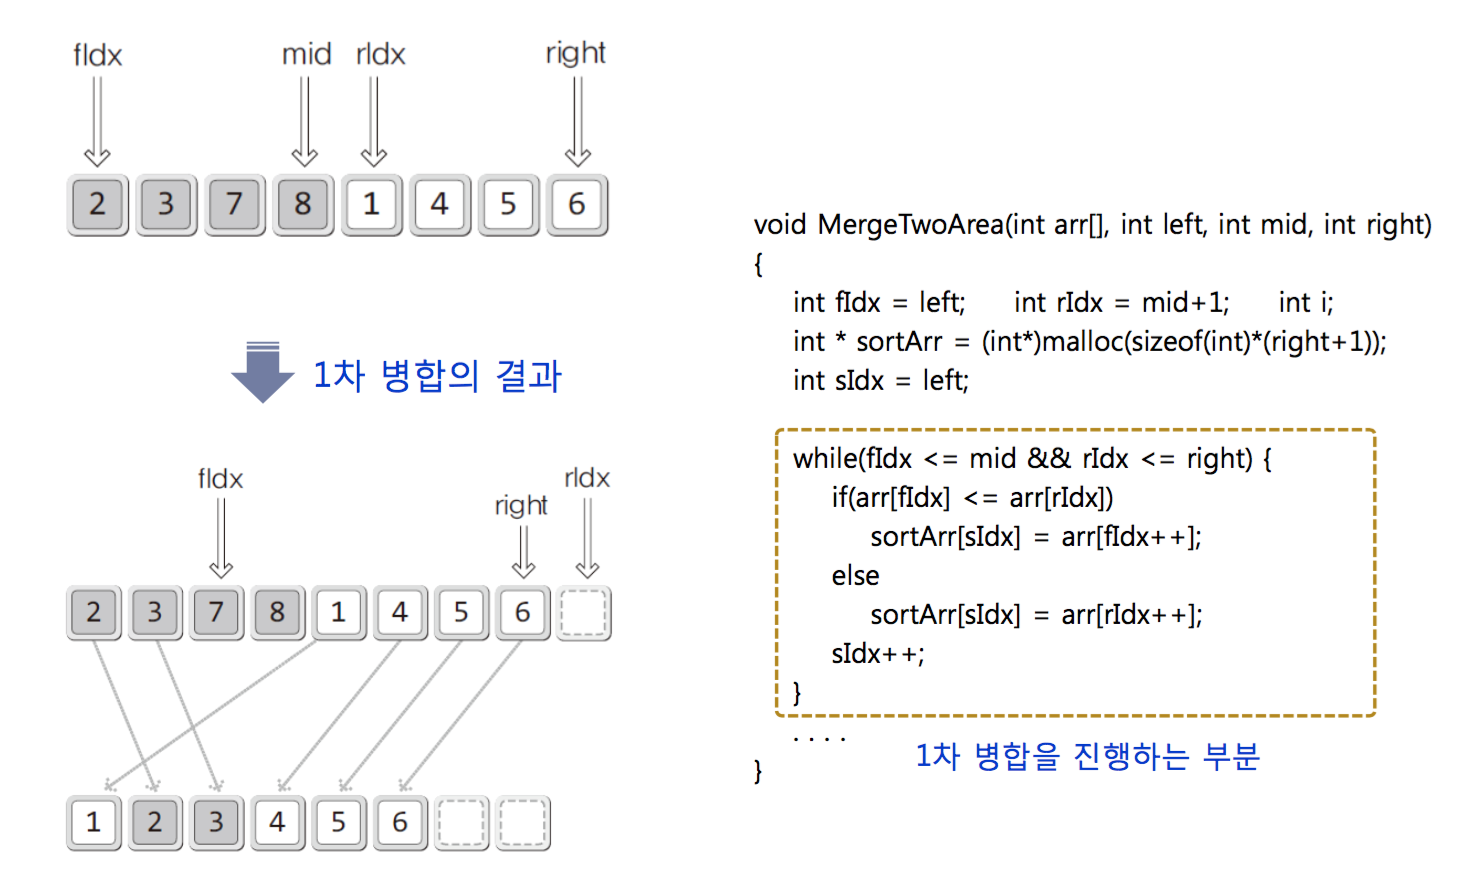 fIdx mid rIdx right
2 3 7 8 1 4 5 6
1차 병합의 결과
fIdx right rIdx
2 3 7 8 1 4 5 6
1 2 3 4 5 6
void MergeTwoArea(int arr[], int left, int mid, int right)
{
int fIdx = left; int rIdx = mid+1; int i;
int * sortArr = (int*)malloc(sizeof(int)*(right+1));
int sIdx = left;
while(fIdx <= mid && rIdx <= right) {
if(arr[fIdx] <= arr[rIdx])
sortArr[sIdx] = arr[fIdx++];
else
sortArr[sIdx] = arr[rIdx++];
sIdx++;
}
. . . .
1차 병합을 진행하는 부분
}